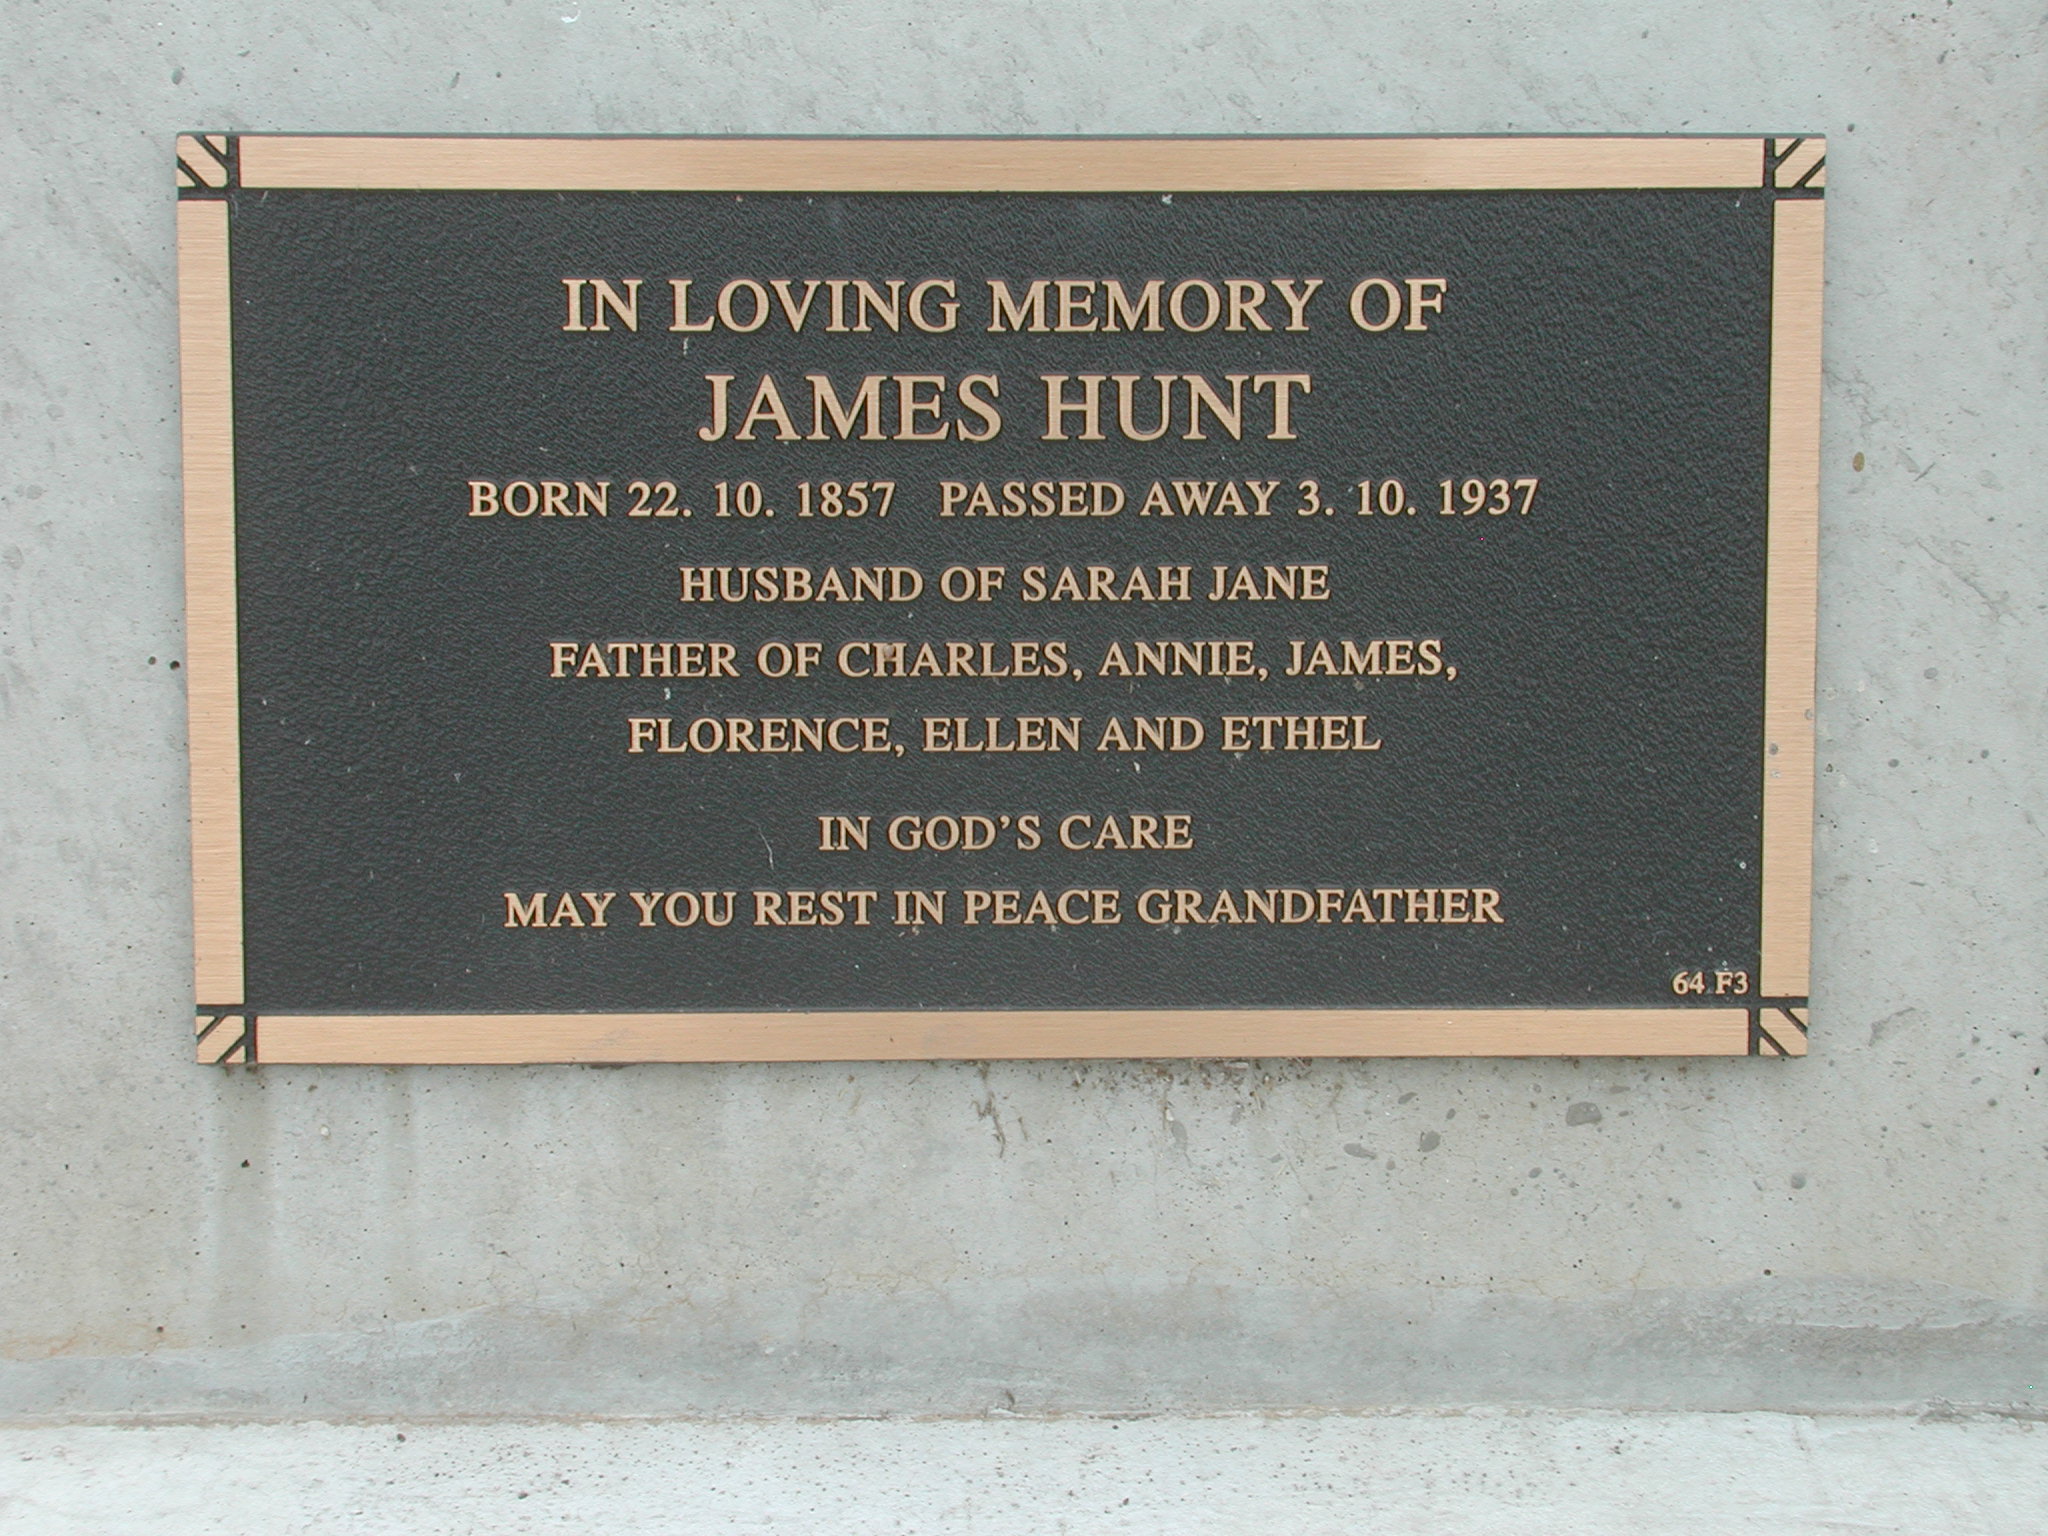 IN LOVING MEMORY OF
JAMES HUNT
BORN 22. 10. 1857 PASSED AWAY 3. 10. 1937
HUSBAND OF SARAH JANE
FATHER OF CHARLES, ANNIE, JAMES,
FLORENCE, ELLEN AND ETHEL
IN GOD'S CARE
MAY YOU REST IN PEACE GRANDFATHER
64 F3